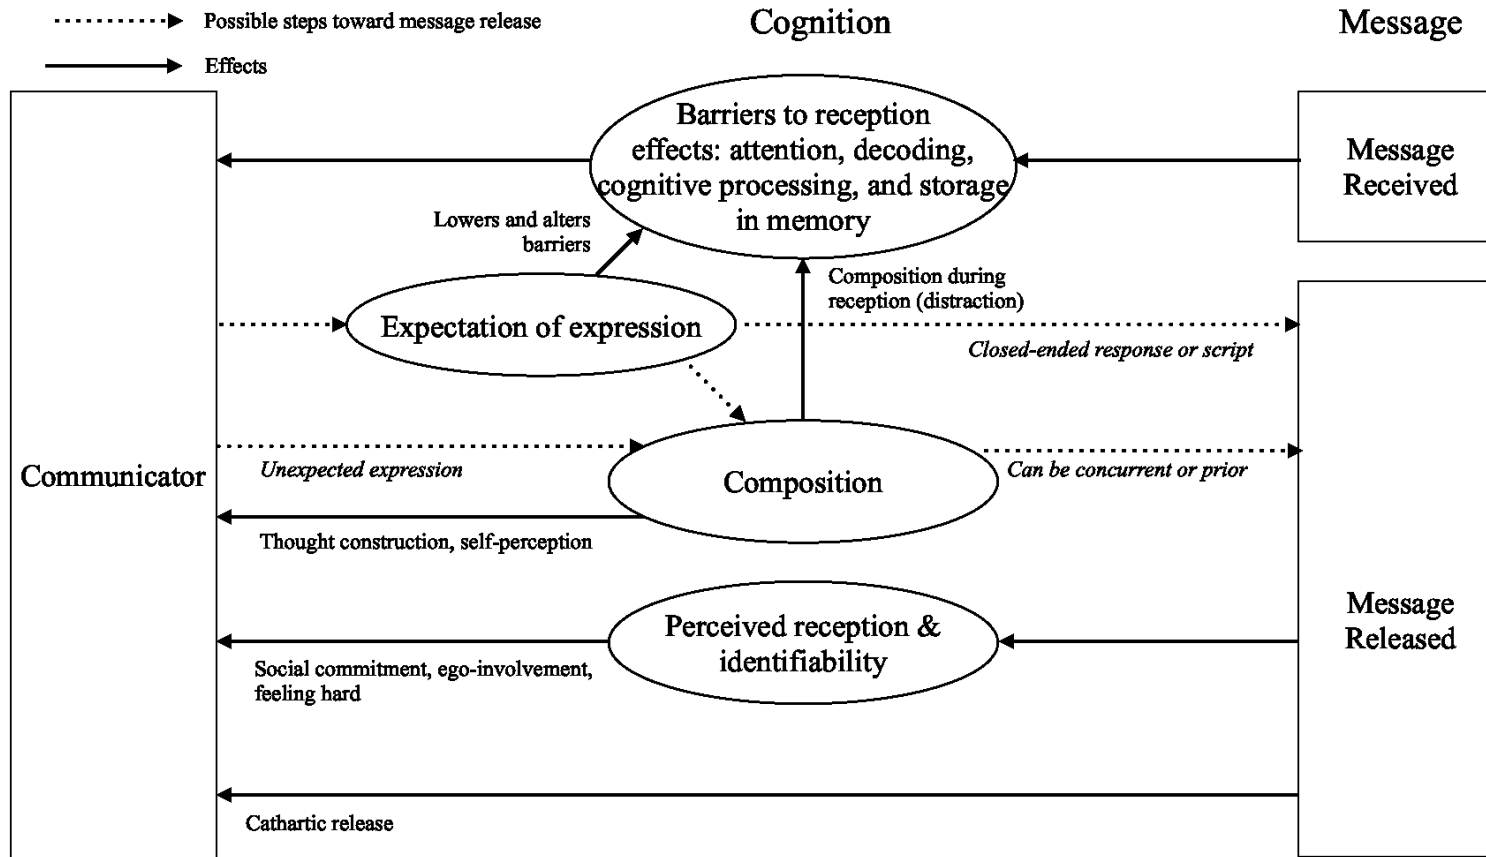 Possible steps toward message release
Effects
Cognition
Message
Barriers to reception
effects: attention, decoding,
cognitive processing, and storage
in memory
Message
Received
Lowers and alters
barriers
Composition during
reception (distraction)
Expectation of expression
Closed-ended response or script
Communicator
Unexpected expression
Composition
Can be concurrent or prior
Thought construction, self-perception
Perceived reception &
identifiability
Message
Released
Social commitment, ego-involvement,
feeling hard
Cathartic release